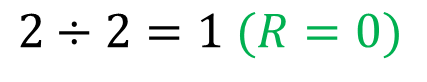 2 ÷ 2 = 1 (R = 0)